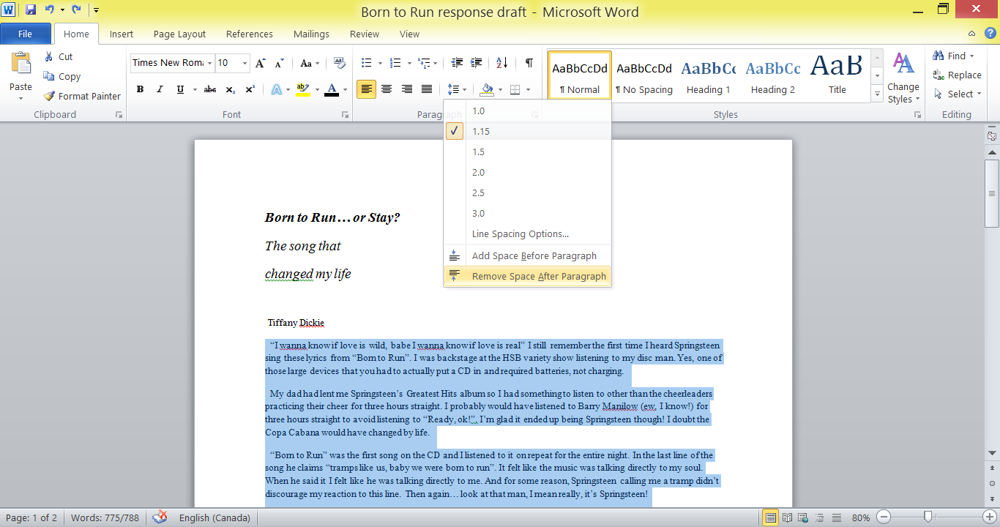 Born to Run response draft - Microsoft Word
File Home Insert Page Layout References Mailings Review View
Paste
Cut
Copy
Format Painter
Clipboard
Times New Roma 10
Aa
B I U abc x₂ x² A ab A
Font
Paragraph
AaBbCcDd AaBbCcDd AaBbCc AaBbCc AaB
¶ Normal ¶ No Spacing Heading 1 Heading 2 Title
Change
Styles
Styles
Find
Replace
Select
Editing
1.0
1.15
1.5
2.0
2.5
3.0
Line Spacing Options...
Add Space Before Paragraph
Remove Space After Paragraph
Born to Run… or Stay?
The song that
changed my life
Tiffany Dickie
“I wanna know if love is wild, babe I wanna know if love is real” I still remember the first time I heard Springsteen
sing these lyrics from “Born to Run”. I was backstage at the HSB variety show listening to my disc man. Yes, one of
those large devices that you had to actually put a CD in and required batteries, not charging.
My dad had lent me Springsteen’s Greatest Hits album so I had something to listen to other than the cheerleaders
practicing their cheer for three hours straight. I probably would have listened to Barry Manilow (ew, I know!) for
three hours straight to avoid listening to “Ready, ok!”. I’m glad it ended up being Springsteen though! I doubt the
Copa Cabana would have changed by life.
“Born to Run” was the first song on the CD and I listened to it on repeat for the entire night. In the last line of the
song he claims “tramps like us, baby we were born to run”. It felt like the music was talking directly to my soul.
When he said it I felt like he was talking directly to me. And for some reason, Springsteen calling me a tramp didn’t
discourage my reaction to this line. Then again… look at that man, I mean really, it’s Springsteen!
Page: 1 of 2 Words: 775/788 English (Canada) 80%